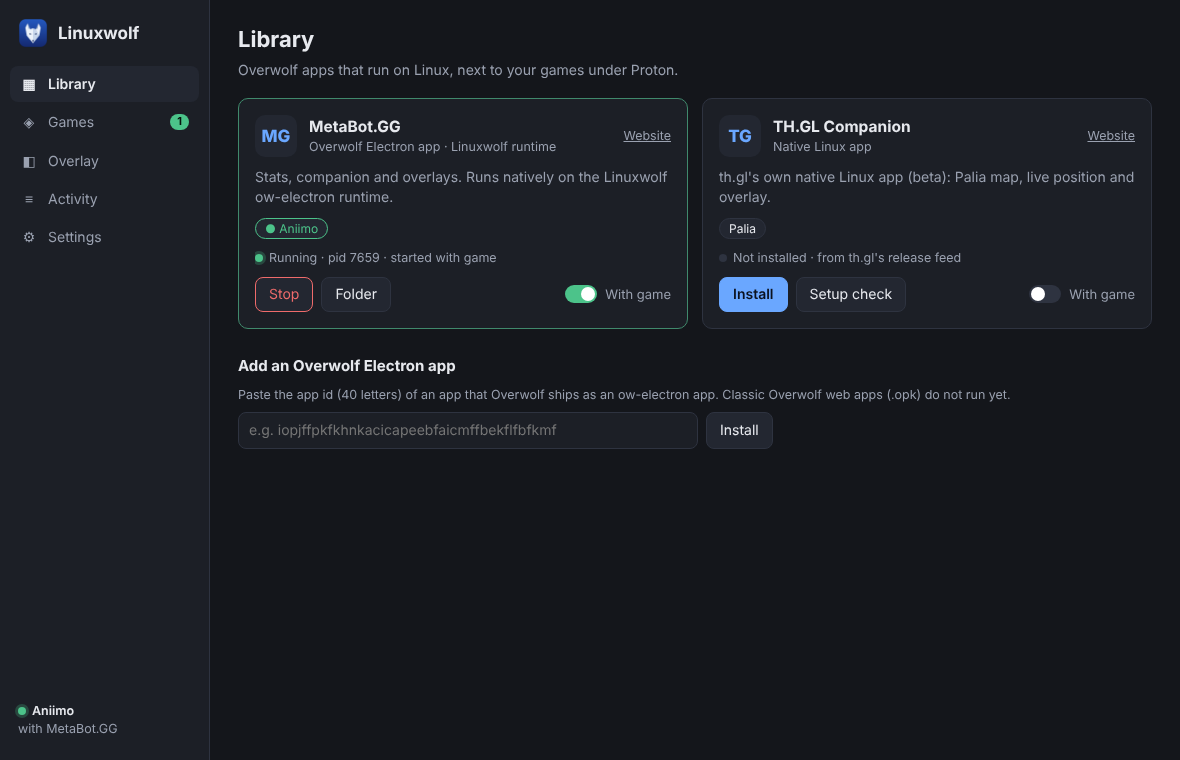 Linuxwolf
Library
Games
1
Overlay
Activity
Settings
Aniimo
with MetaBot.GG
Library
Overwolf apps that run on Linux, next to your games under Proton.
MG
MetaBot.GG
Overwolf Electron app · Linuxwolf runtime
Website
Stats, companion and overlays. Runs natively on the Linuxwolf
ow-electron runtime.
Aniimo
Running · pid 7659 · started with game
Stop
Folder
With game
TG
TH.GL Companion
Native Linux app
Website
th.gl's own native Linux app (beta): Palia map, live position and
overlay.
Palia
Not installed · from th.gl's release feed
Install
Setup check
With game
Add an Overwolf Electron app
Paste the app id (40 letters) of an app that Overwolf ships as an ow-electron app. Classic Overwolf web apps (.opk) do not run yet.
e.g. iopjffpkfkhnkacicapeebfaicmffbekflfbfkmf
Install